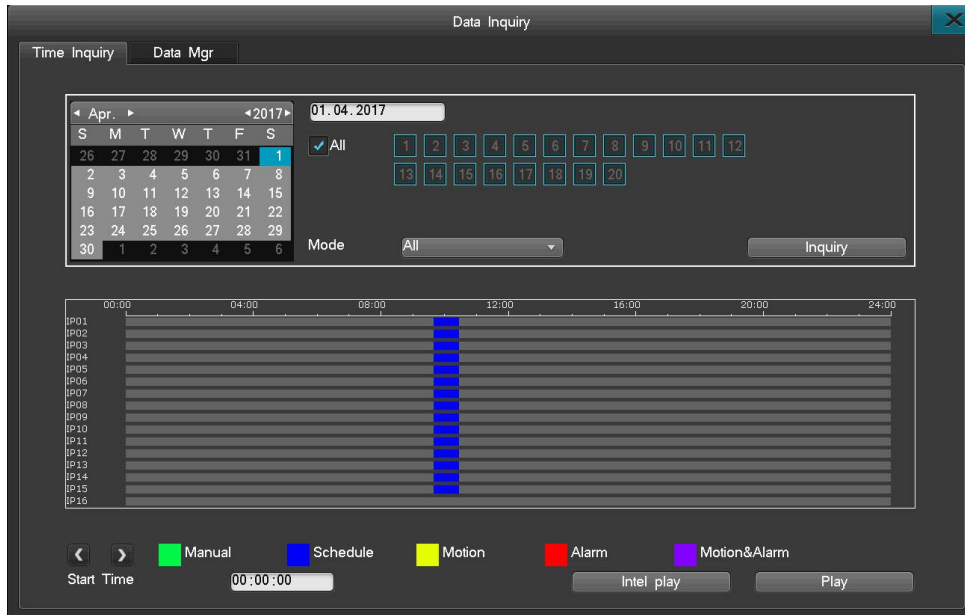 Data Inquiry
X
Time Inquiry Data Mgr
Apr. 2017
S M T W T F S
26 27 28 29 30 31 1
2 3 4 5 6 7 8
9 10 11 12 13 14 15
16 17 18 19 20 21 22
23 24 25 26 27 28 29
30 1 2 3 4 5 6
01.04.2017
All 1 2 3 4 5 6 7 8 9 10 11 12
13 14 15 16 17 18 19 20
Mode All Inquiry
00:00 04:00 08:00 12:00 16:00 20:00 24:00
IP01
IP02
IP03
IP04
IP05
IP06
IP07
IP08
IP09
IP10
IP11
IP12
IP13
IP14
IP15
IP16
Manual Schedule Motion Alarm Motion&Alarm
Start Time 00:00:00 Intel play Play